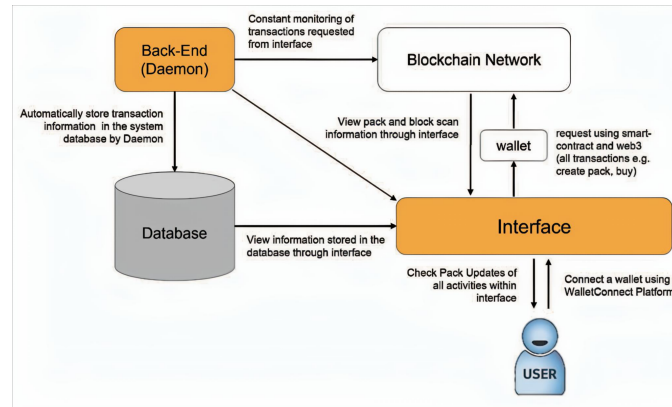 Constant monitoring of
transactions requested
from interface
Back-End
(Daemon)
Blockchain Network
Automatically store transaction
information in the system
database by Daemon
View pack and block scan
information through interface
wallet
request using smart-
contract and web3
(all transactions e.g.
create pack, buy)
Database
View information stored in the
database through interface
Interface
Check Pack Updates of
all activities within
interface
Connect a wallet using
WalletConnect Platform
USER